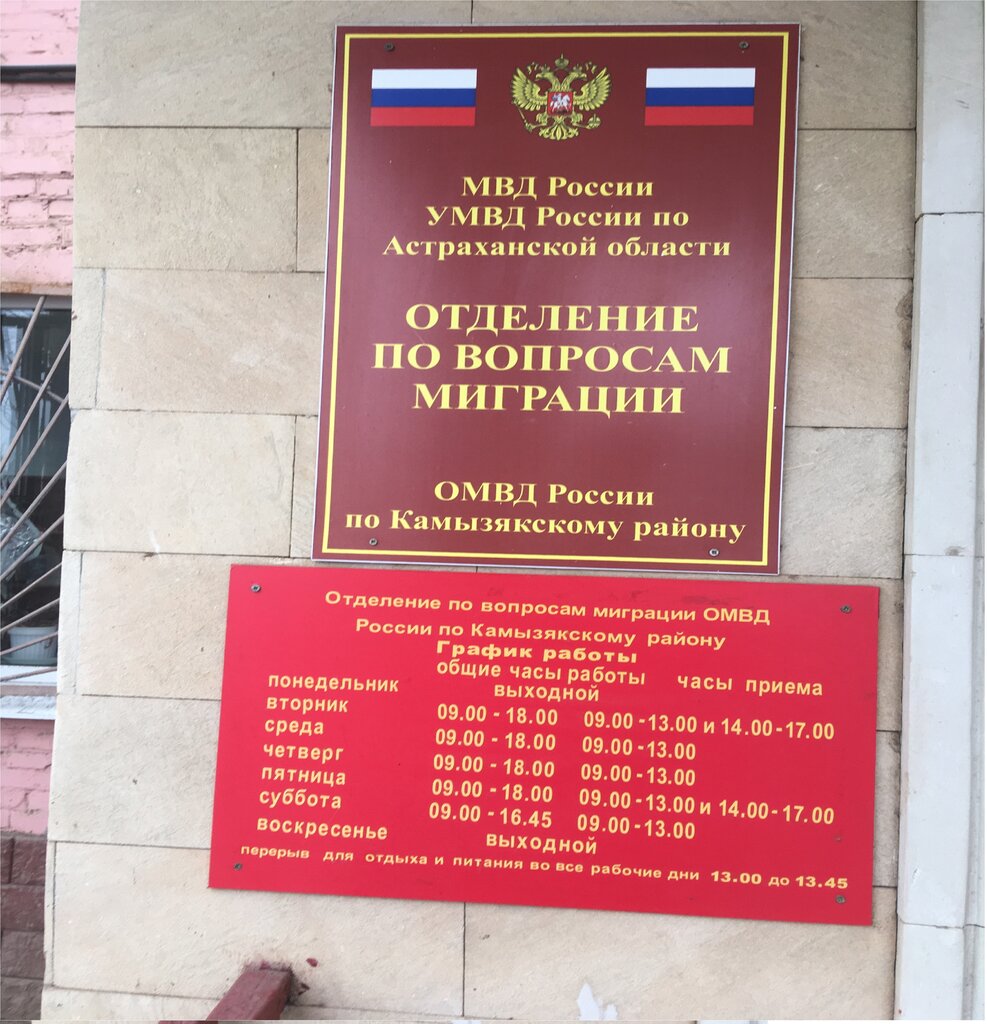 МВД России
УМВД России по
Астраханской области
ОТДЕЛЕНИЕ
ПО ВОПРОСАМ
МИГРАЦИИ
ОМВД России
по Камызякскому району
Отделение по вопросам миграции ОМВД
России по Камызякскому району
График работы
общие часы работы часы приема
понедельник выходной
вторник 09.00 - 18.00 09.00 -13.00 и 14.00 -17.00
среда 09.00 - 18.00 09.00 -13.00
четверг 09.00 - 18.00 09.00 -13.00
пятница 09.00 - 18.00 09.00 -13.00 и 14.00 -17.00
суббота 09.00 - 16.45 09.00 -13.00
воскресенье выходной
перерыв для отдыха и питания во все рабочие дни 13.00 до 13.45